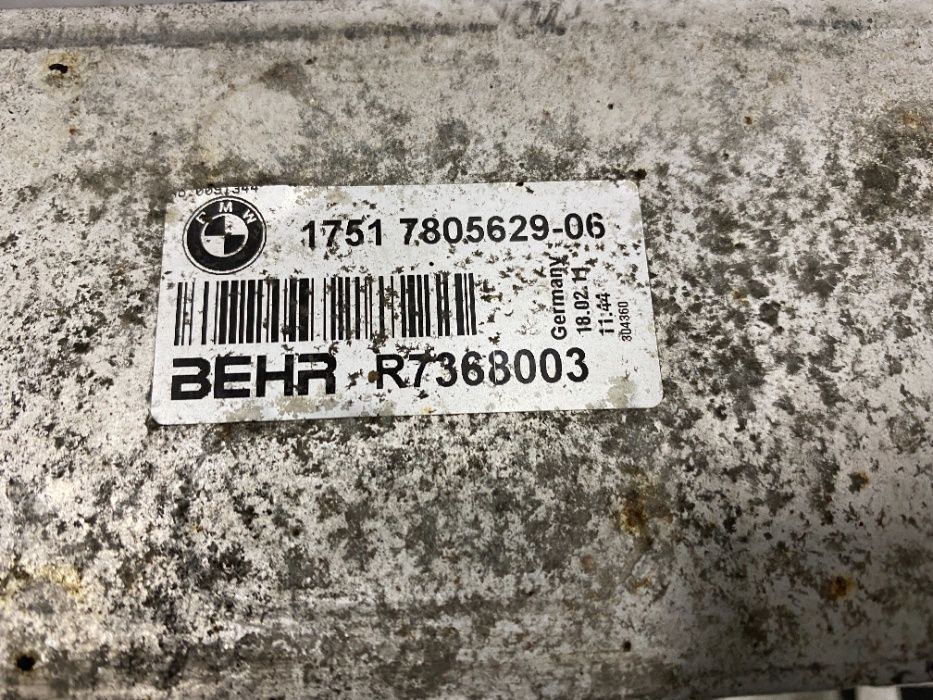 BMW
1751 7805629-06
Germany
18.02.11
11:44
304360
BEHR R7368003